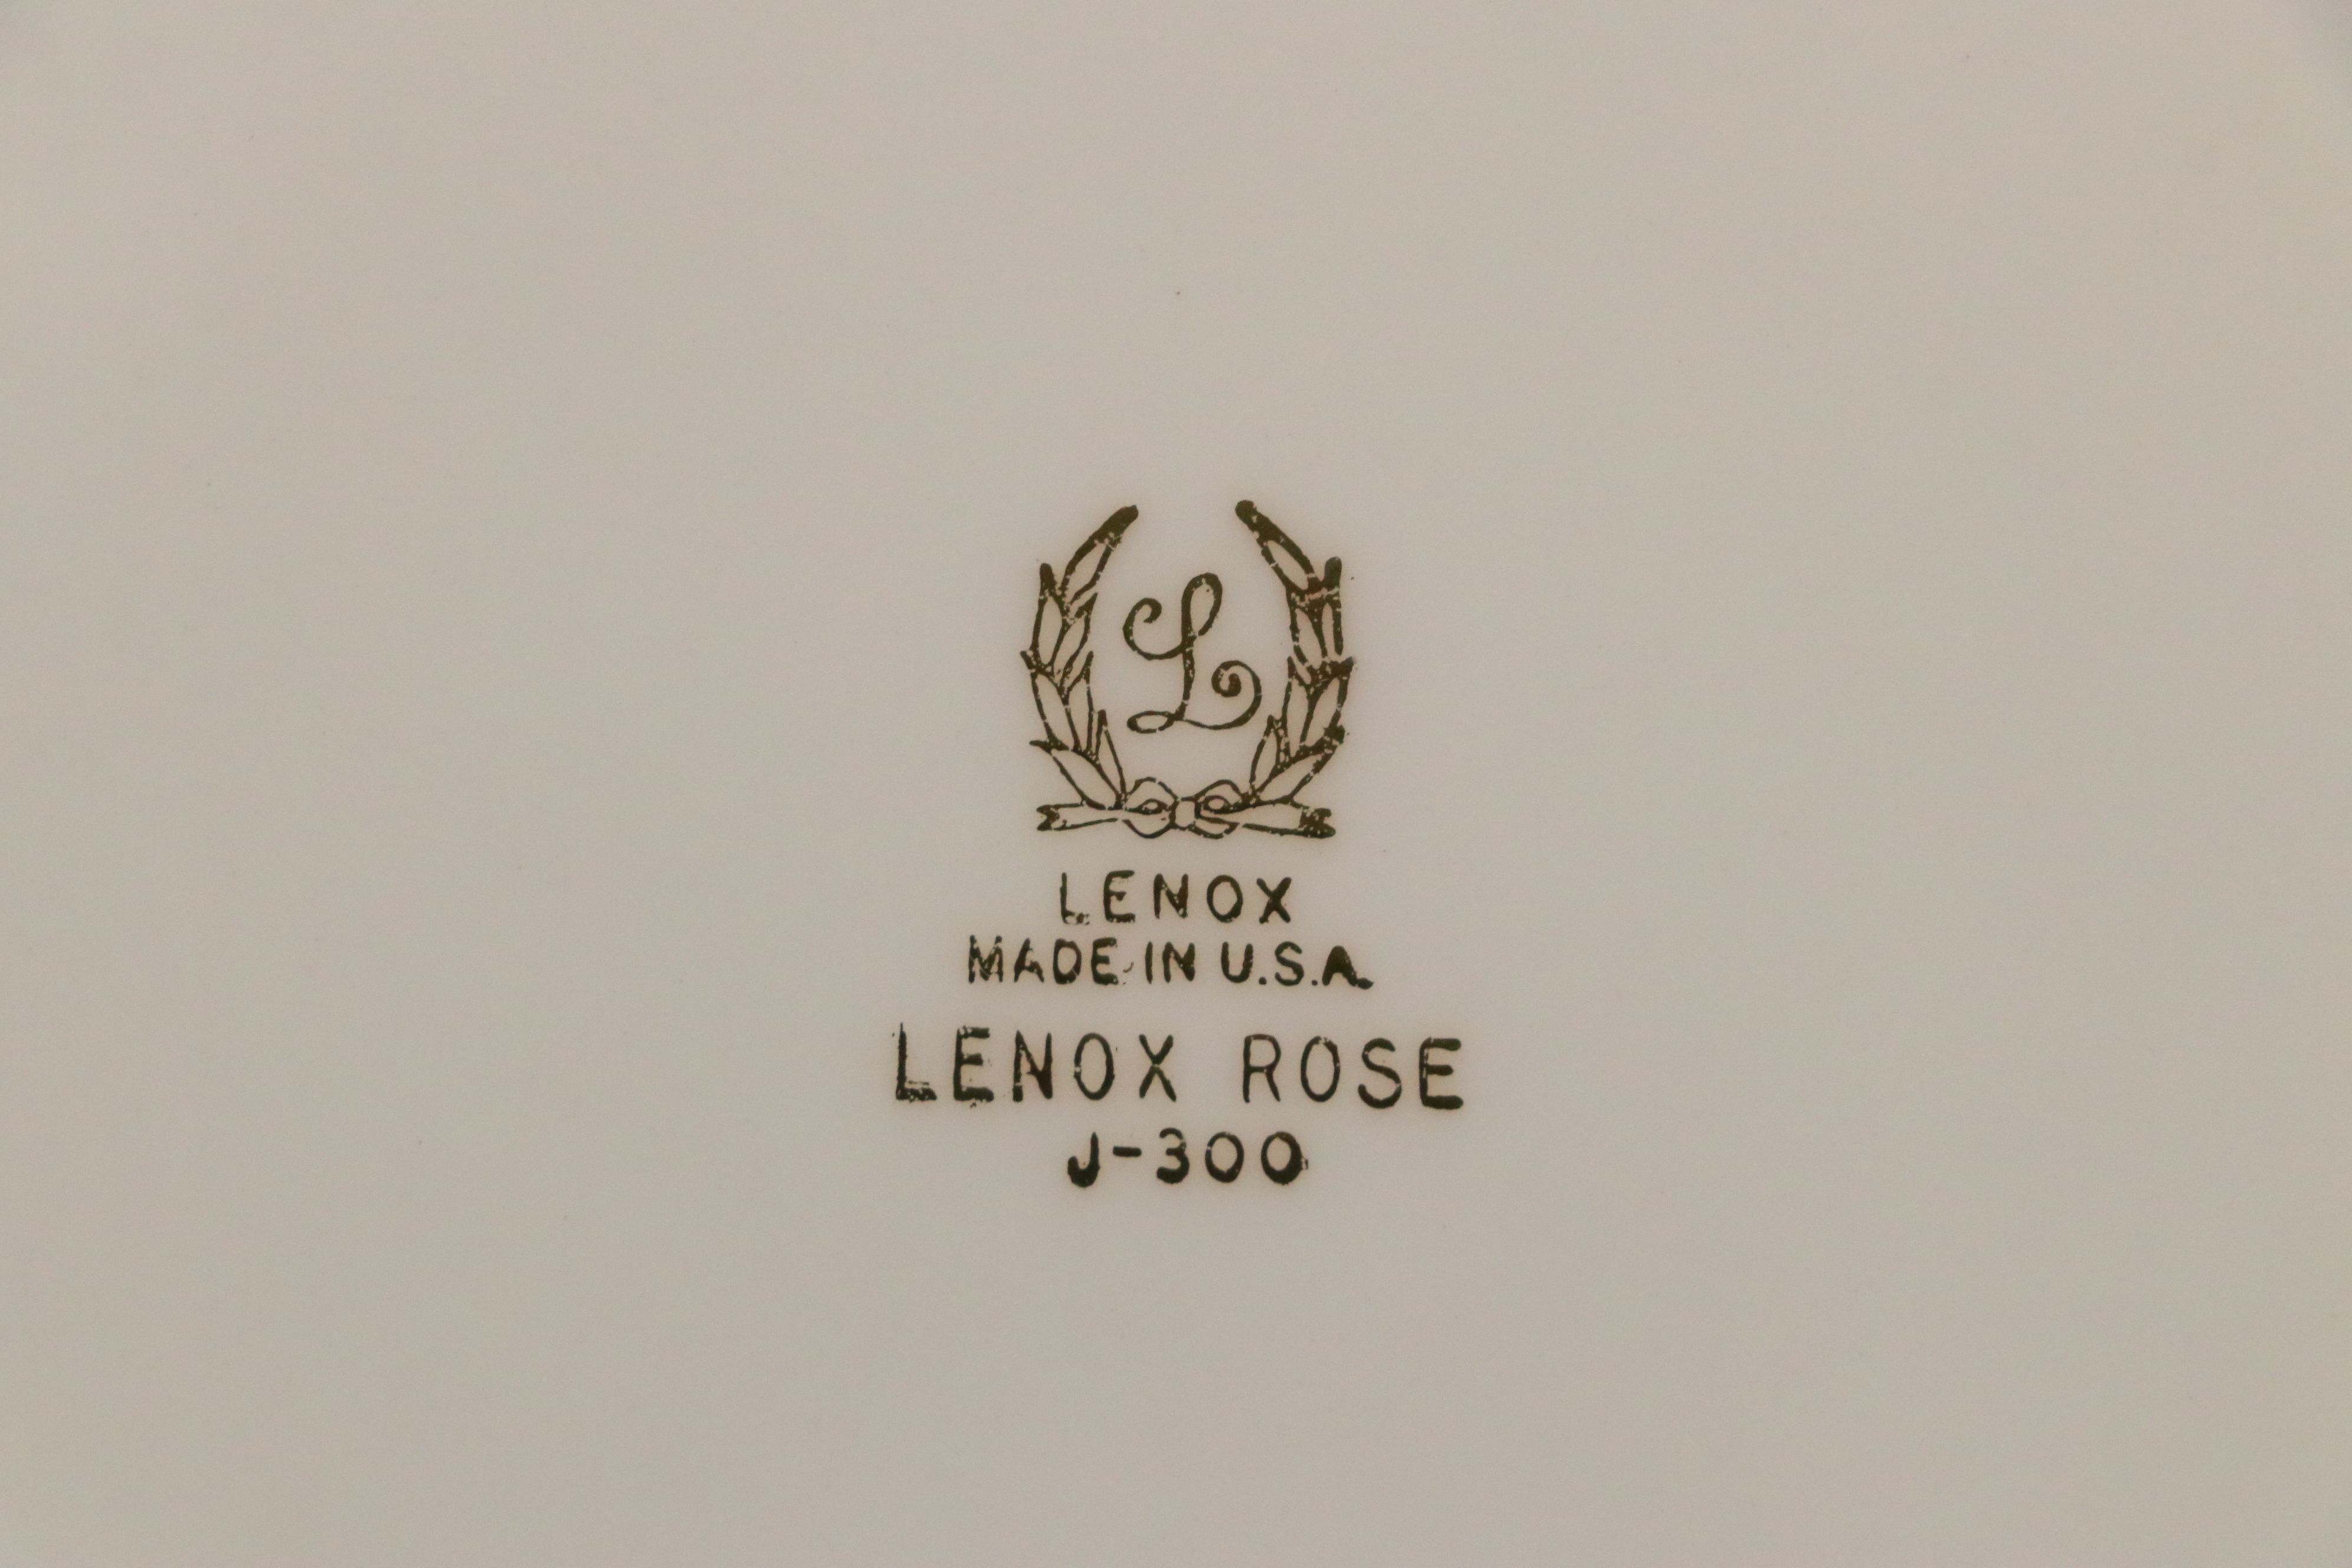 L
LENOX
MADE IN U.S.A.
LENOX ROSE
J-300